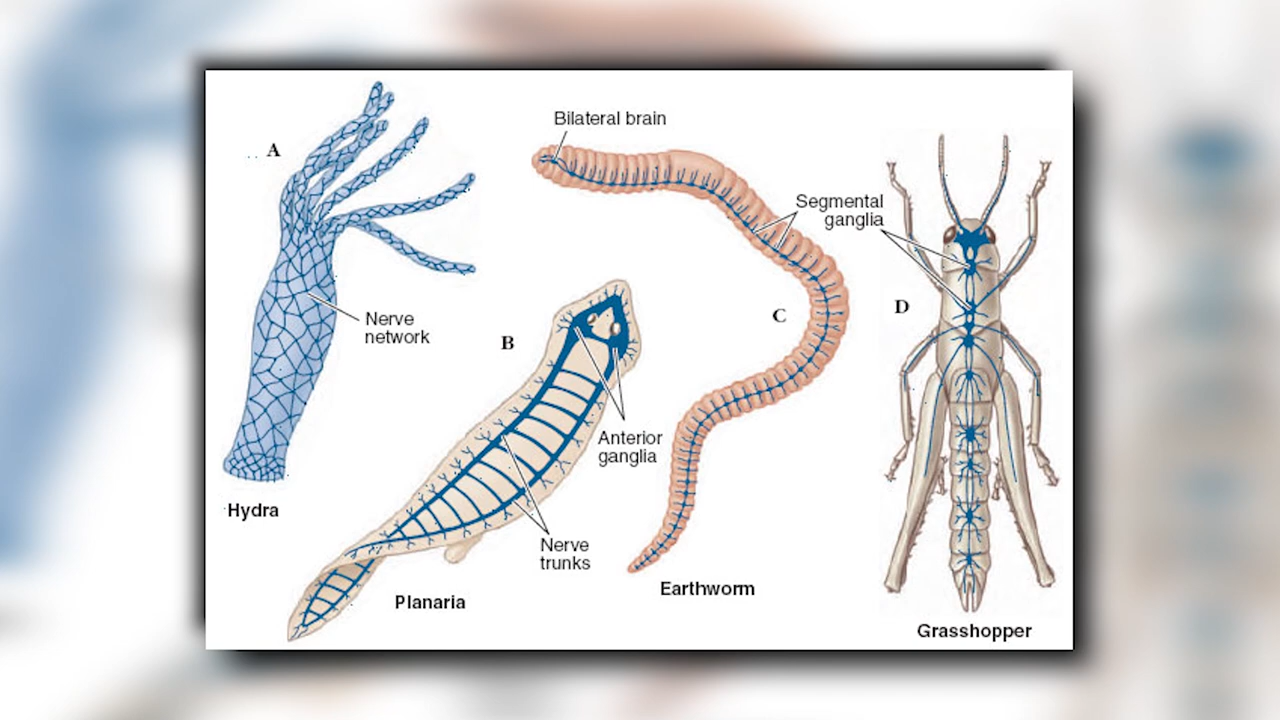 A
Nerve
network
Hydra
B
Anterior
ganglia
Nerve
trunks
Planaria
Bilateral brain
Segmental
ganglia
C
Earthworm
D
Grasshopper